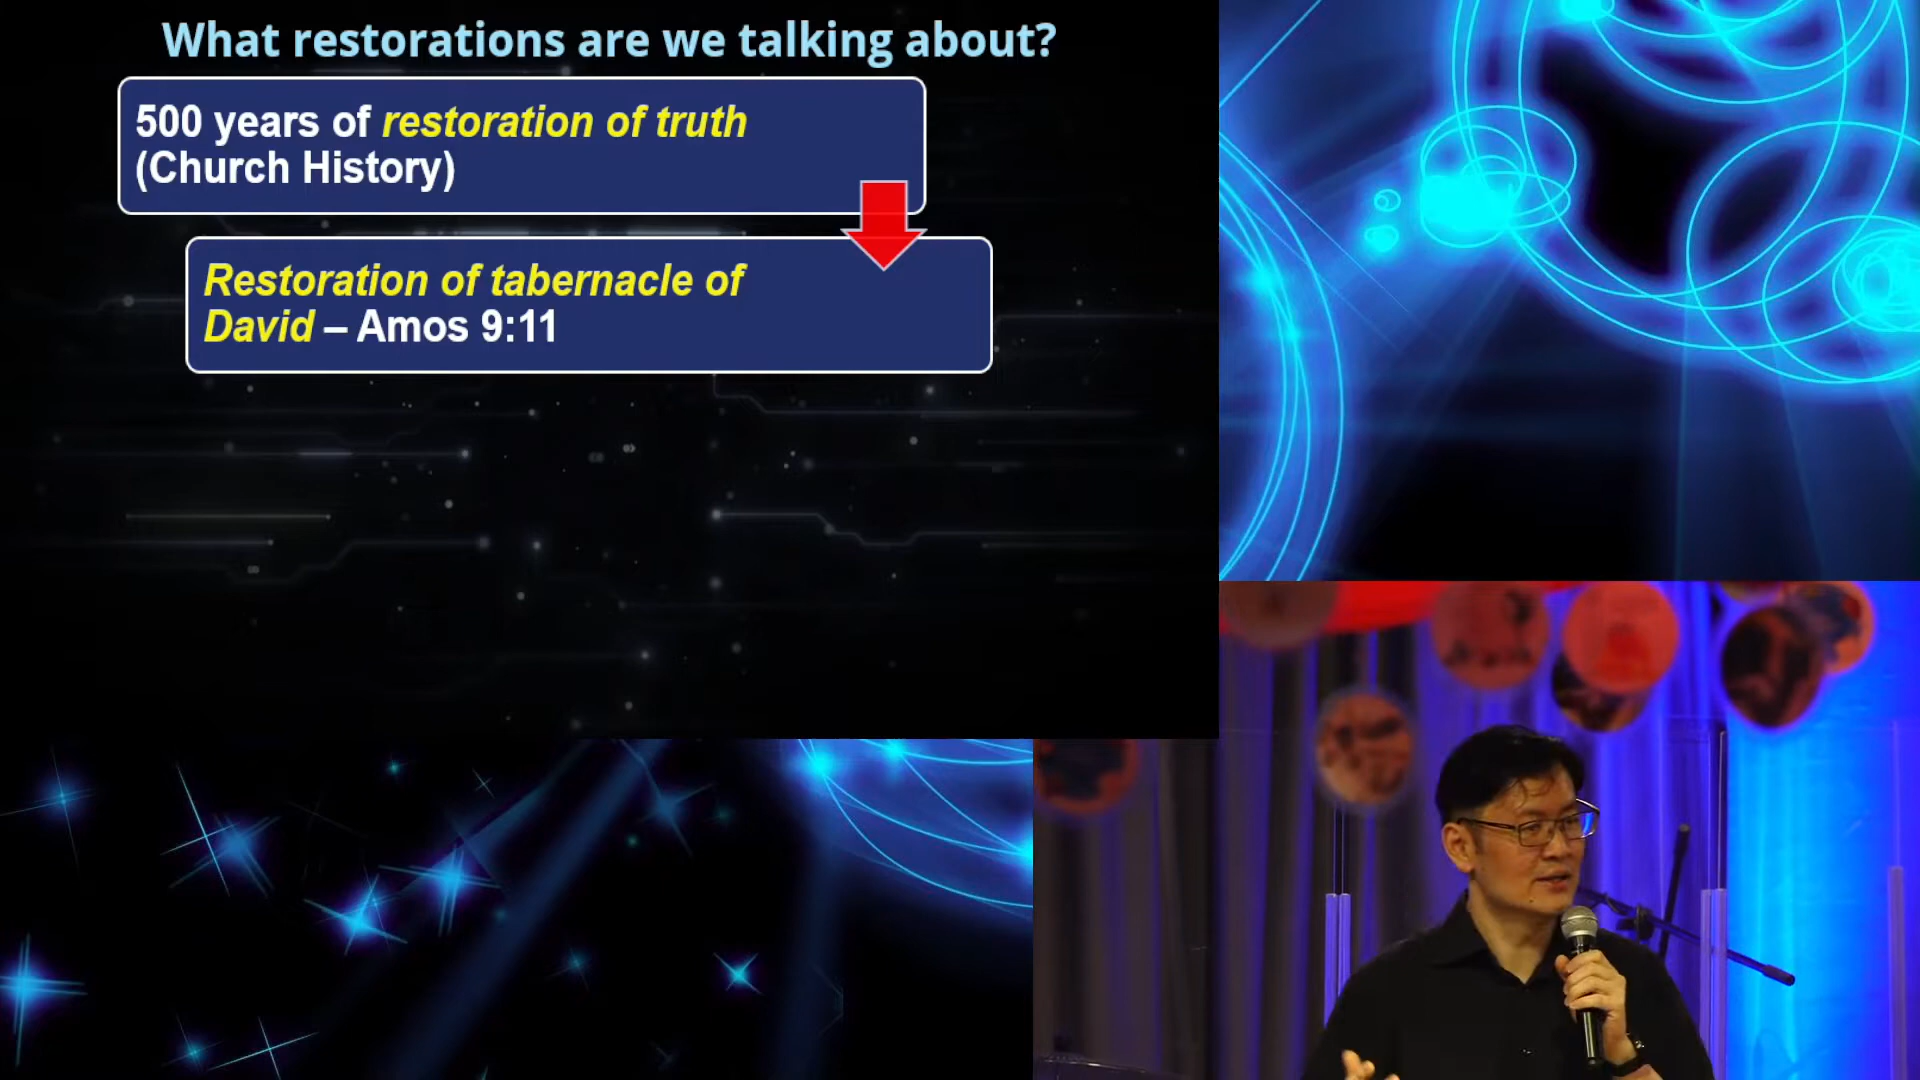 What restorations are we talking about?
500 years of restoration of truth
(Church History)
Restoration of tabernacle of
David – Amos 9:11